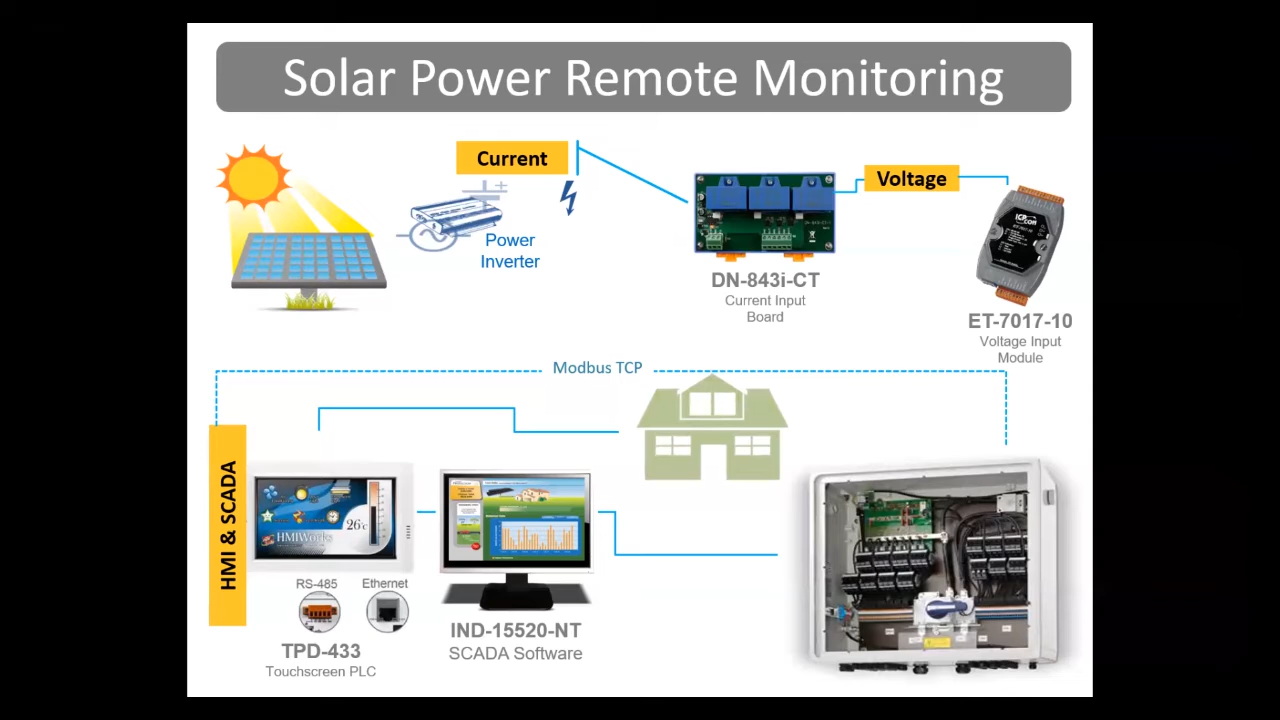 Solar Power Remote Monitoring
Current
Voltage
Power
Inverter
ICP
CON
DN-843i-CT
Current Input
Board
ET-7017-10
Voltage Input
Module
Modbus TCP
HMI & SCADA
26°C
HMIWorks
RS-485
Ethernet
TPD-433
Touchscreen PLC
IND-15520-NT
SCADA Software